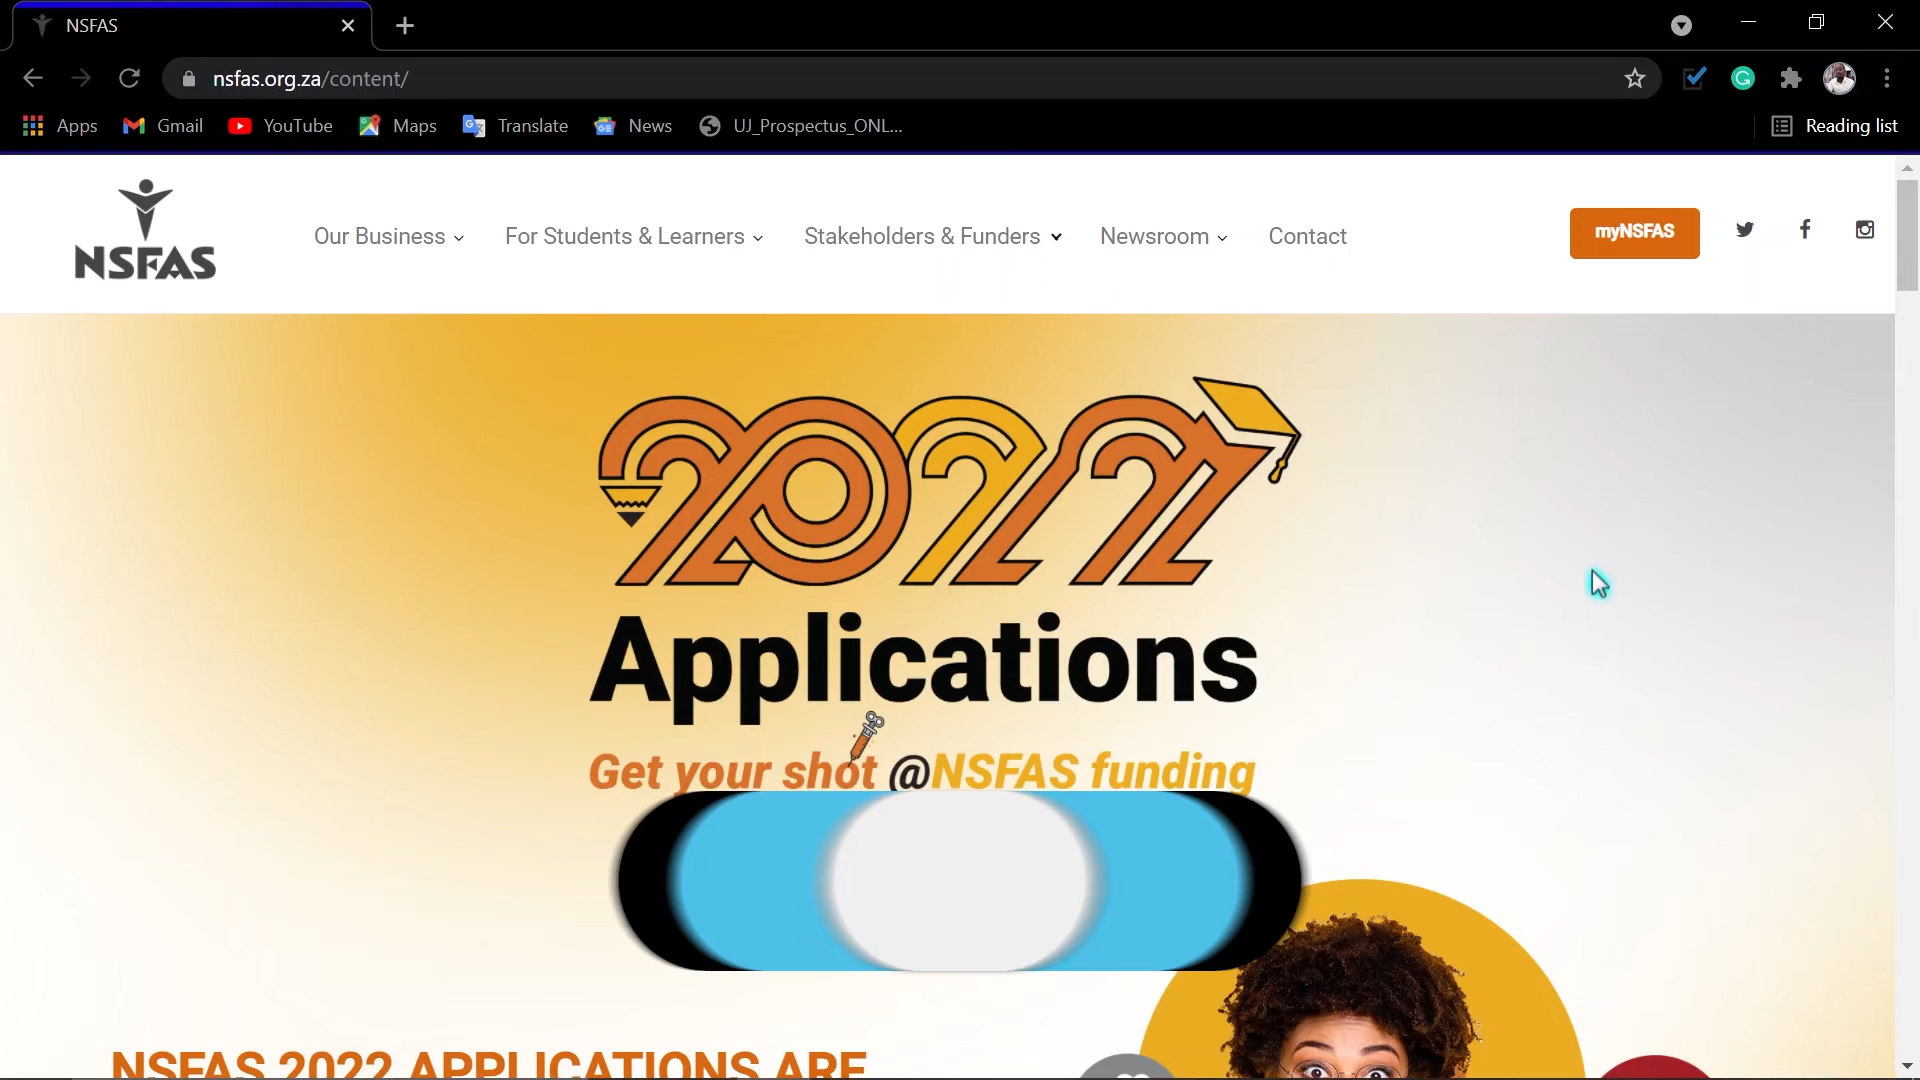 NSFAS
nsfas.org.za/content/
Apps Gmail YouTube Maps Translate News UJ_Prospectus_ONL... Reading list
NSFAS
Our Business For Students & Learners Stakeholders & Funders Newsroom Contact myNSFAS
2022
Applications
Get your shot @NSFAS funding
NSFAS 2022 APPLICATIONS ARE